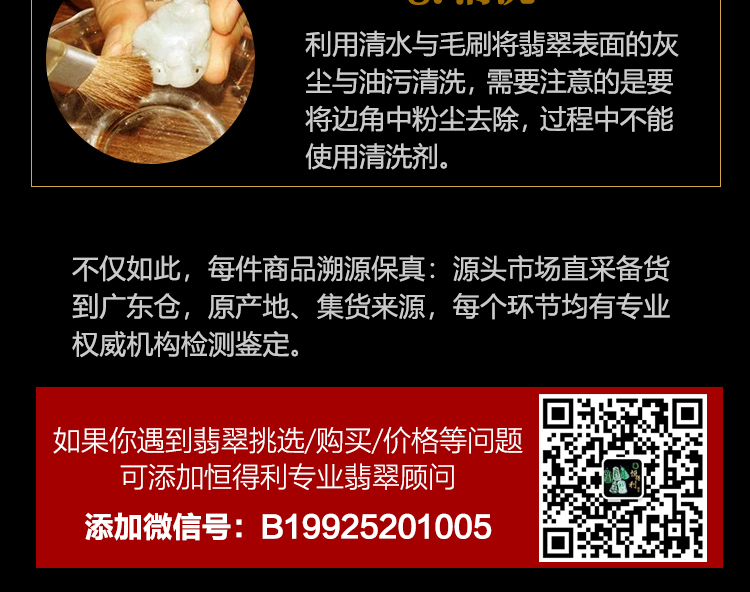 利用清水与毛刷将翡翠表面的灰
尘与油污清洗，需要注意的是要
将边角中粉尘去除，过程中不能
使用清洗剂。
不仅如此，每件商品溯源保真：源头市场直采备货
到广东仓，原产地、集货来源，每个环节均有专业
权威机构检测鉴定。
如果你遇到翡翠挑选/购买/价格等问题
可添加恒得利专业翡翠顾问
添加微信号：B19925201005